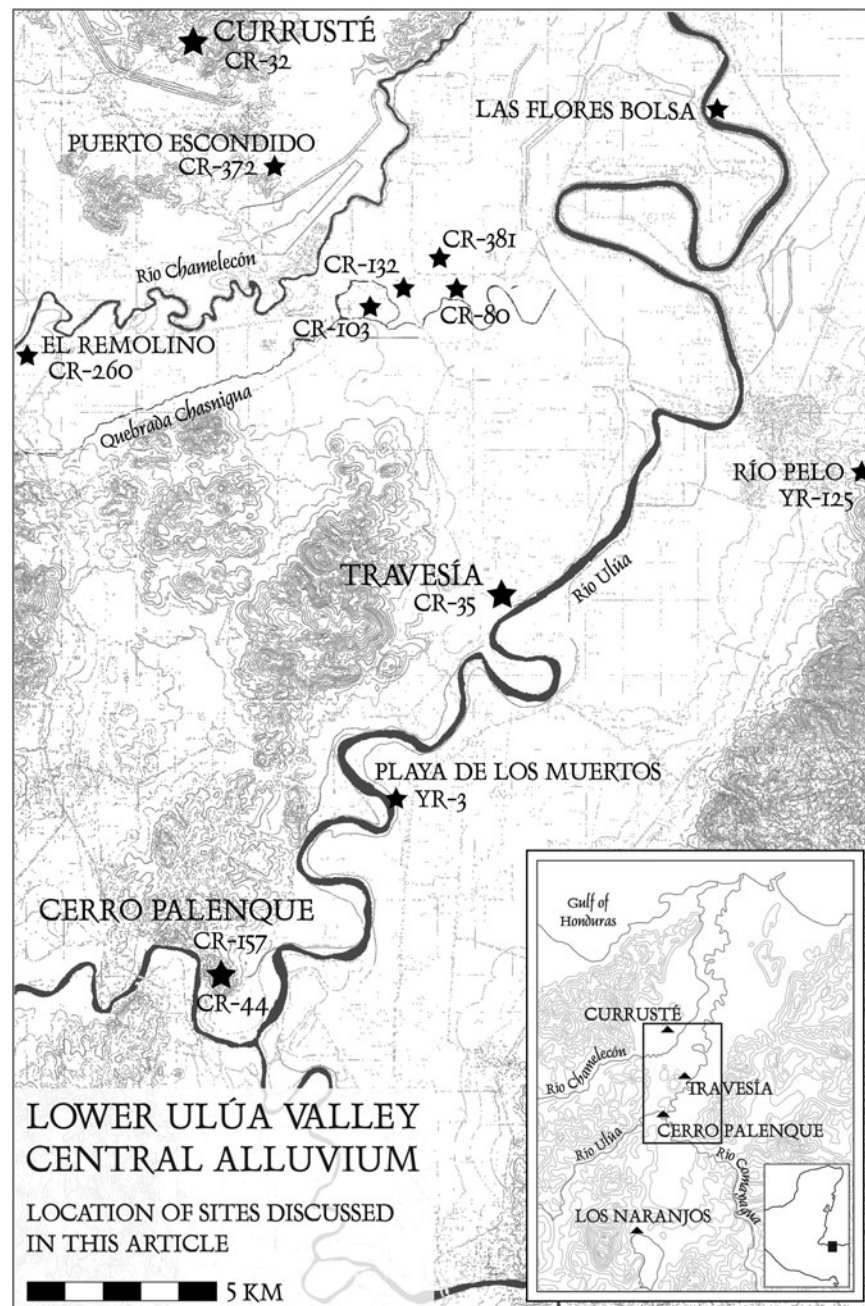 CURRUSTÉ
CR-32
LAS FLORES BOLSA
PUERTO ESCONDIDO
CR-372
CR-381
Río Chamelecón
CR-132
CR-103
CR-80
EL REMOLINO
CR-260
Quebrada Chasnigua
RÍO PELO
YR-125
TRAVESÍA
CR-35
Río Ulúa
PLAYA DE LOS MUERTOS
YR-3
CERRO PALENQUE
CR-157
CR-44
LOWER ULÚA VALLEY
CENTRAL ALLUVIUM
LOCATION OF SITES DISCUSSED
IN THIS ARTICLE
5 KM
Gulf of
Honduras
CURRUSTÉ
Río Chamelecón
TRAVESÍA
Río Ulúa
CERRO PALENQUE
Río Comayagua
LOS NARANJOS